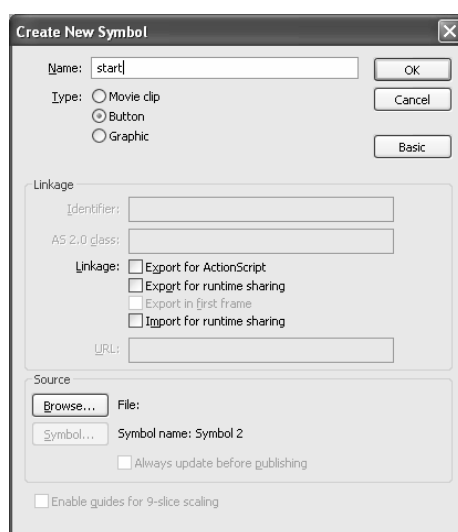 Create New Symbol
Name: start
OK
Type: Movie clip
Cancel
Button
Graphic
Basic
Linkage
Identifier:
AS 2.0 class:
Linkage: Export for ActionScript
Export for runtime sharing
Export in first frame
Import for runtime sharing
URL:
Source
Browse... File:
Symbol... Symbol name: Symbol 2
Always update before publishing
Enable guides for 9-slice scaling